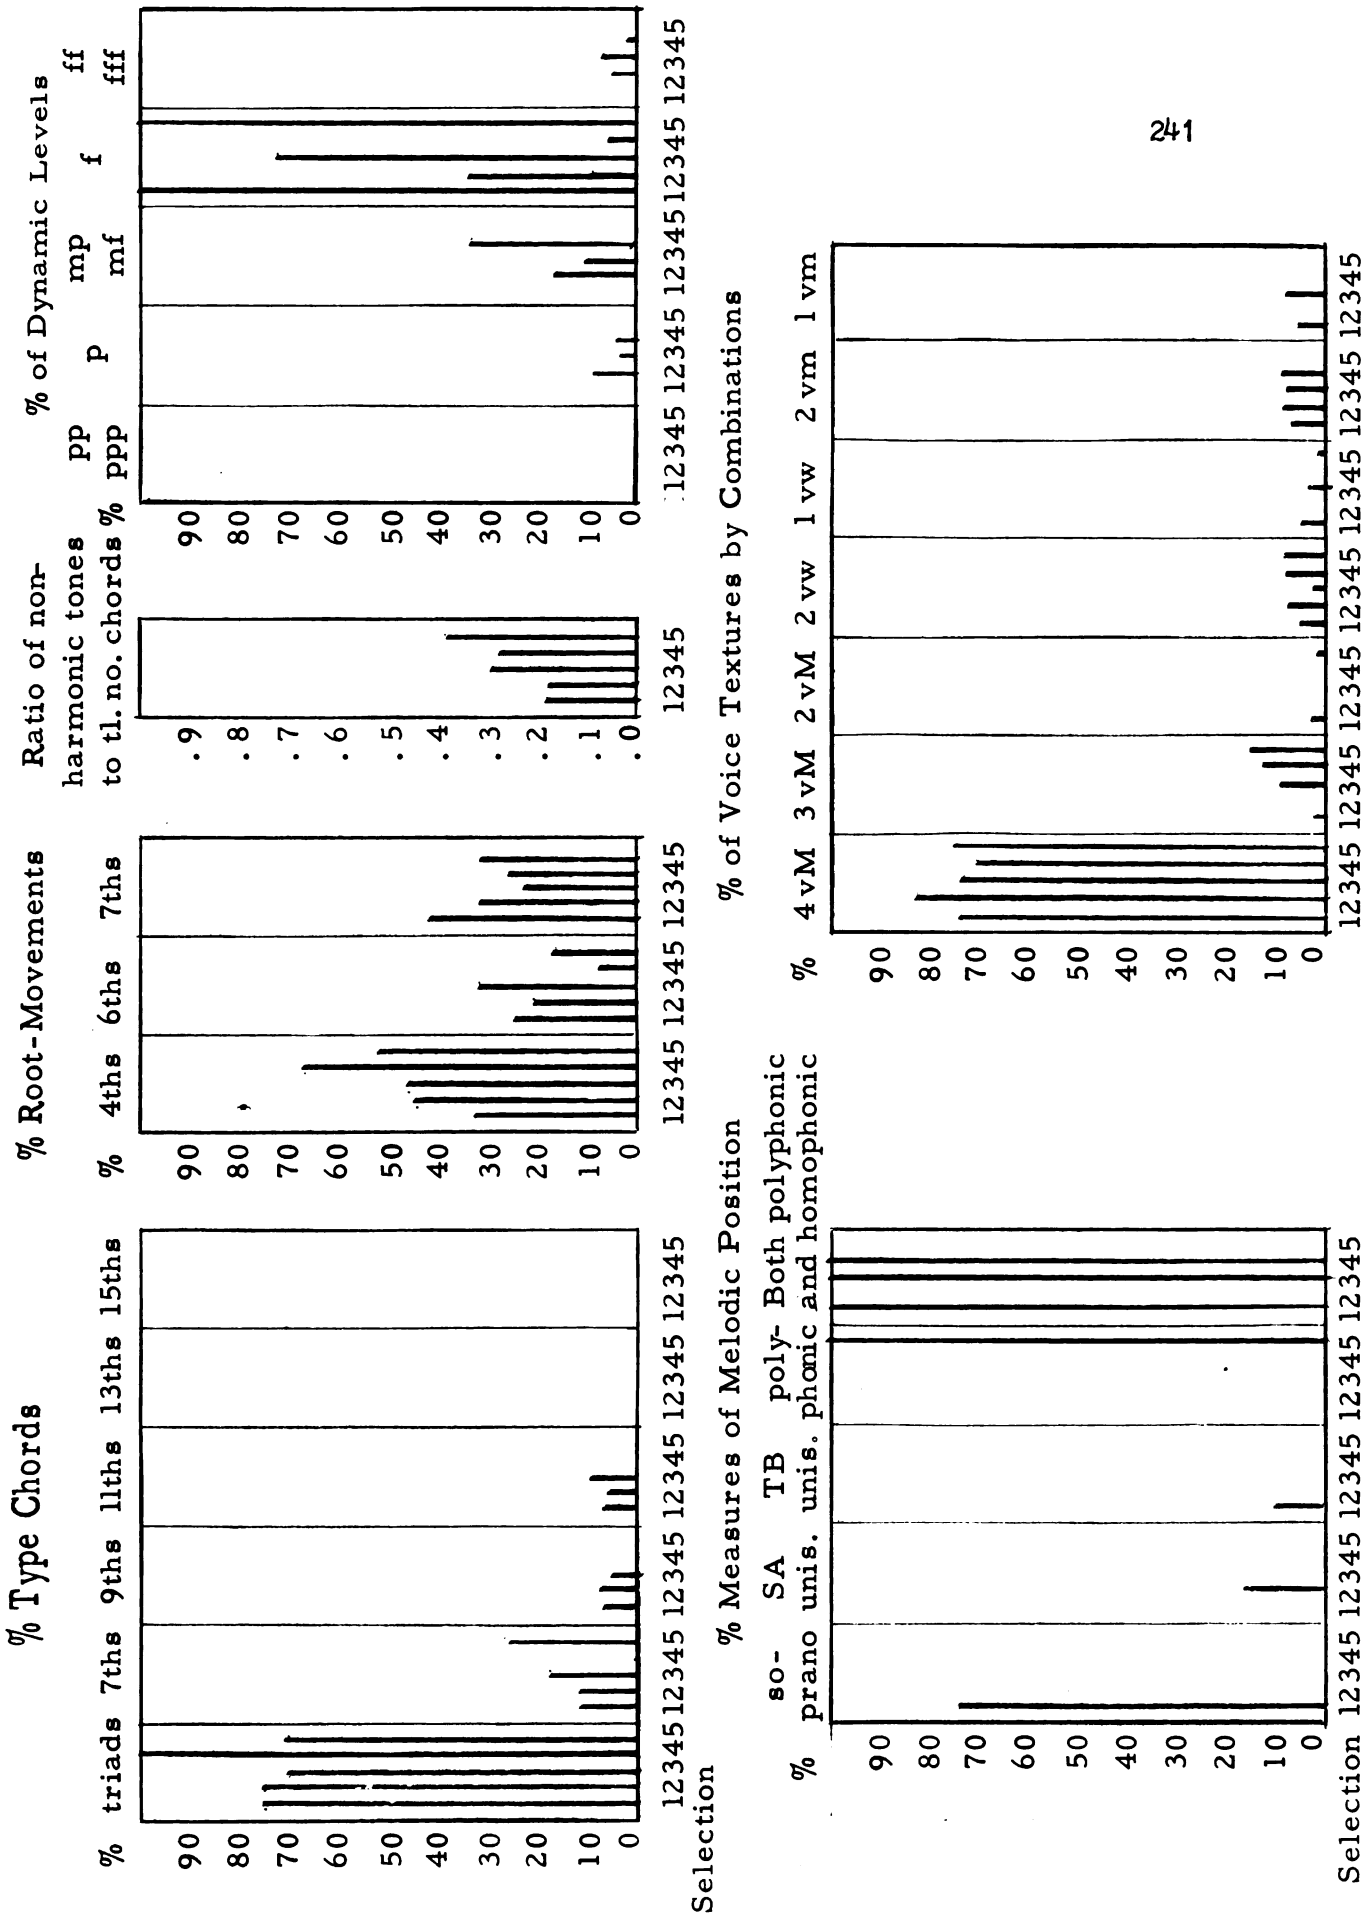 241
% Type Chords
% triads 7ths 9ths 11ths 13ths 15ths
90
80
70
60
50
40
30
20
10
0
12345 12345 12345 12345 12345 12345
Selection
% Root-Movements
% 4ths 6ths 7ths
90
80
70
60
50
40
30
20
10
0
12345 12345 12345
Ratio of non-
harmonic tones
to tl. no. chords
.9
.8
.7
.6
.5
.4
.3
.2
.1
.0
12345
% of Dynamic Levels
pp p mp f ff
% ppp mf fff
90
80
70
60
50
40
30
20
10
0
12345 12345 12345 12345 12345
% Measures of Melodic Position
so- SA TB poly- Both polyphonic
% prano unis. unis. phonic and homophonic
90
80
70
60
50
40
30
20
10
0
Selection 12345 12345 12345 12345 12345
% of Voice Textures by Combinations
% 4 vM 3 vM 2 vM 2 vw 1 vw 2 vm 1 vm
90
80
70
60
50
40
30
20
10
0
12345 12345 12345 12345 12345 12345 12345